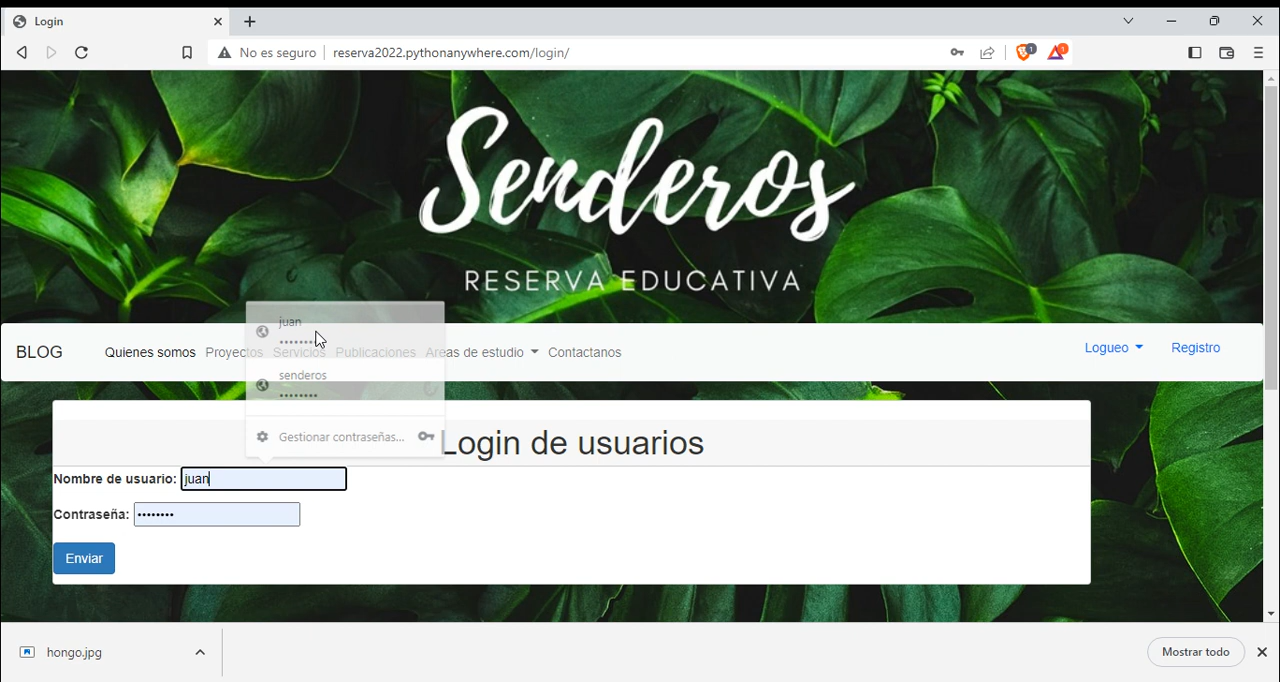 Login
No es seguro
reserva2022.pythonanywhere.com/login/
1
1
Senderos
RESERVA EDUCATIVA
juan
••••••••
BLOG
Quienes somos
Proyectos
Servicios
Publicaciones
Areas de estudio
Contactanos
Logueo
Registro
senderos
••••••••
Gestionar contraseñas...
Login de usuarios
Nombre de usuario: juan
Contraseña: ••••••••
Enviar
hongo.jpg
Mostrar todo